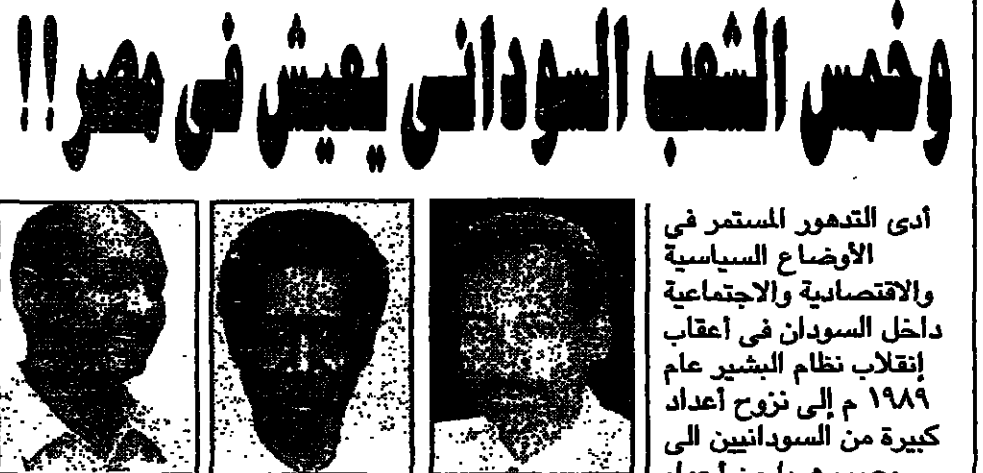 وخمس الشعب السودانى يعيش فى مصر!!
أدى التدهور المستمر فى
الأوضاع السياسية
والاقتصادية والاجتماعية
داخل السودان فى أعقاب
إنقلاب نظام البشير عام
١٩٨٩ م إلى نزوح أعداد
كبيرة من السودانيين الى